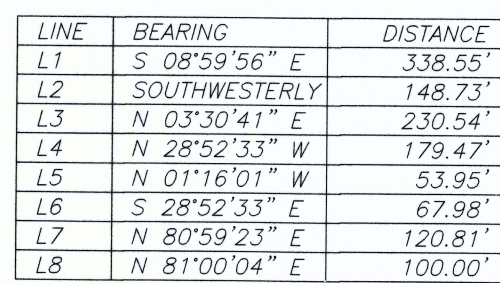 LINE BEARING DISTANCE
L1 S 08°59'56" E 338.55'
L2 SOUTHWESTERLY 148.73'
L3 N 03°30'41" E 230.54'
L4 N 28°52'33" W 179.47'
L5 N 01°16'01" W 53.95'
L6 S 28°52'33" E 67.98'
L7 N 80°59'23" E 120.81'
L8 N 81°00'04" E 100.00'